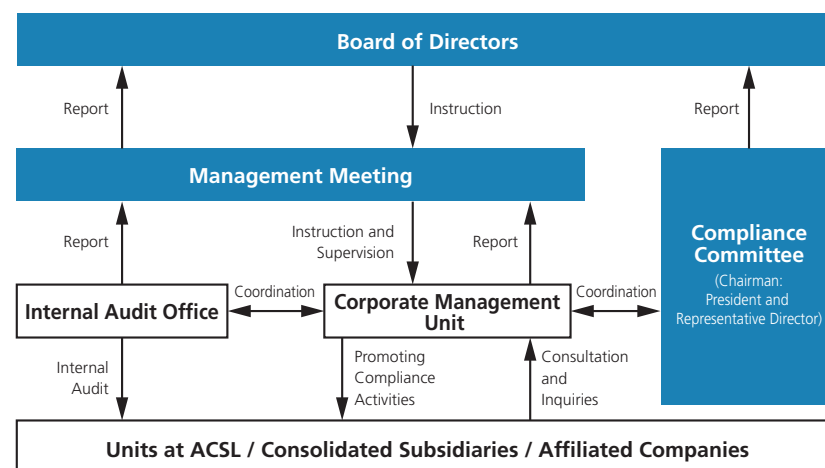 Board of Directors
Report
Instruction
Report
Management Meeting
Compliance
Committee
(Chairman:
President and
Representative Director)
Report
Instruction and
Supervision
Report
Internal Audit Office
Coordination
Corporate Management
Unit
Coordination
Internal
Audit
Promoting
Compliance
Activities
Consultation
and
Inquiries
Units at ACSL / Consolidated Subsidiaries / Affiliated Companies